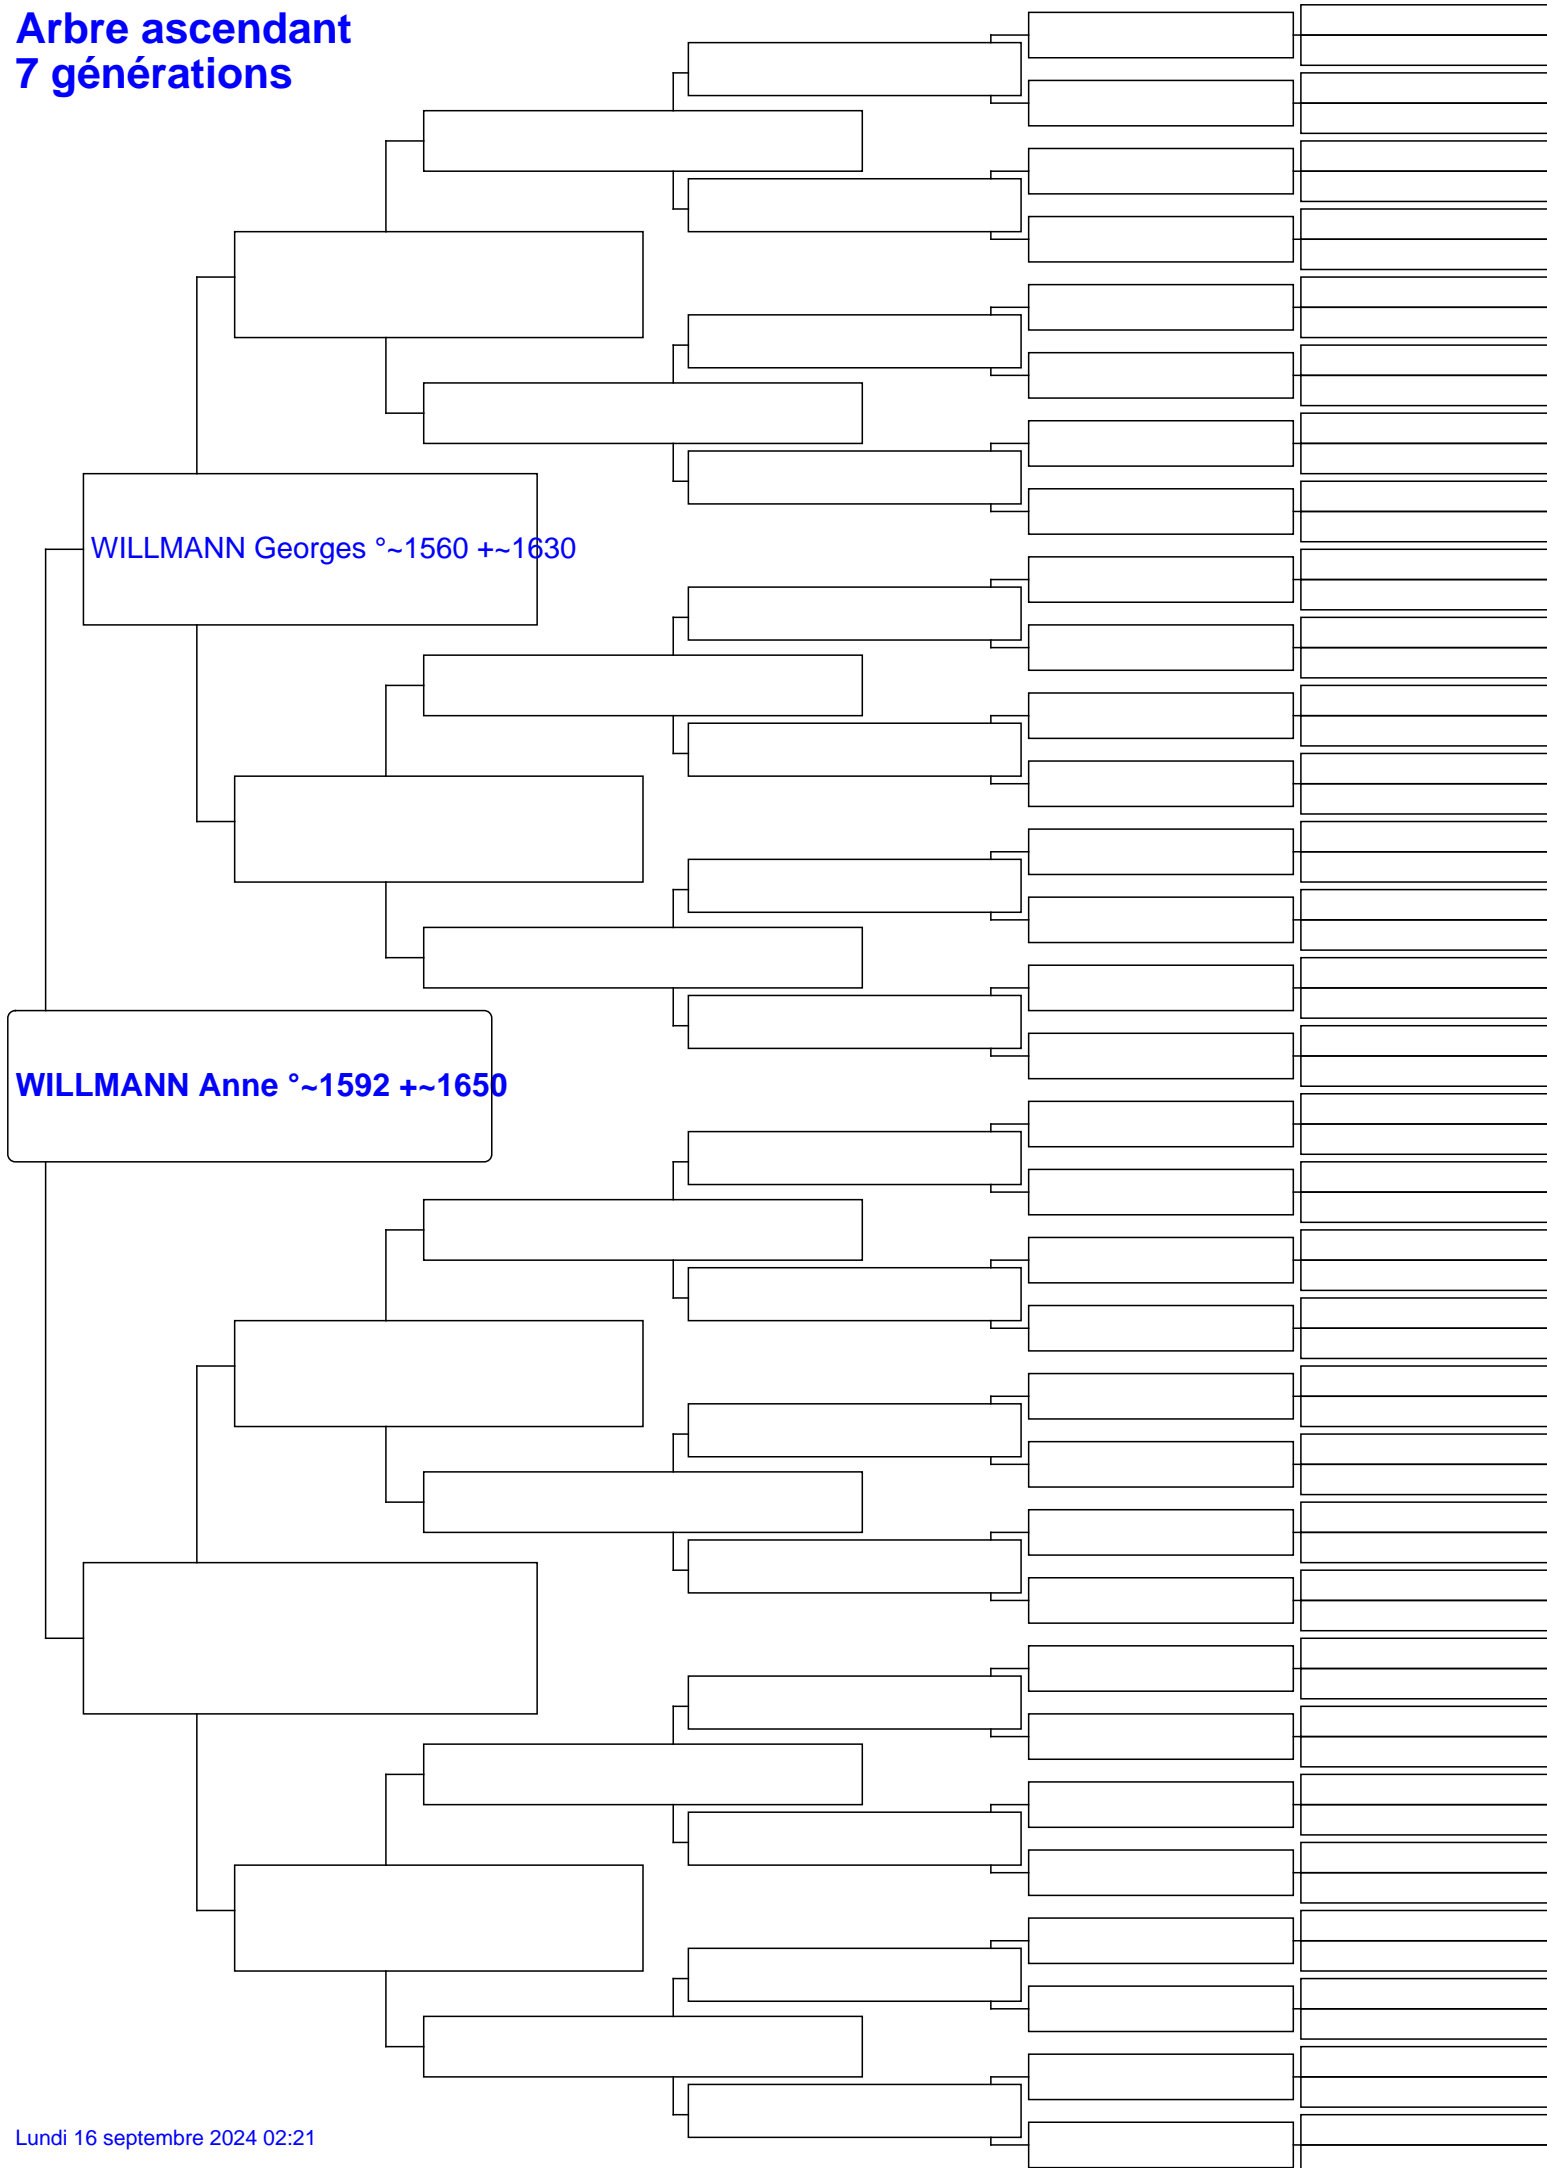 Arbre ascendant
7 générations
WILLMANN Georges °~1560 +~1630
WILLMANN Anne °~1592 +~1650
Lundi 16 septembre 2024 02:21